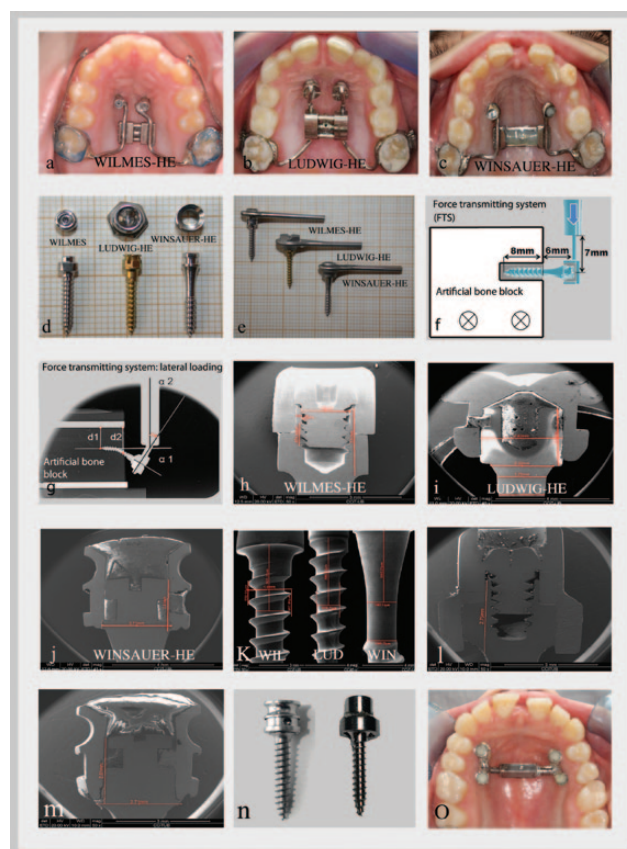 a
WILMES-HE
b
LUDWIG-HE
c
WINSAUER-HE
WILMES
LUDWIG-HE
WINSAUER-HE
d
WILMES-HE
LUDWIG-HE
WINSAUER-HE
e
Force transmitting system
(FTS)
8mm
6mm
7mm
Artificial bone block
f
Force transmitting system: lateral loading
α 2
d1
d2
α 1
Artificial bone
block
g
h
WILMES-HE
i
LUDWIG-HE
j
WINSAUER-HE
K
WIL
LUD
WIN
l
m
n
O